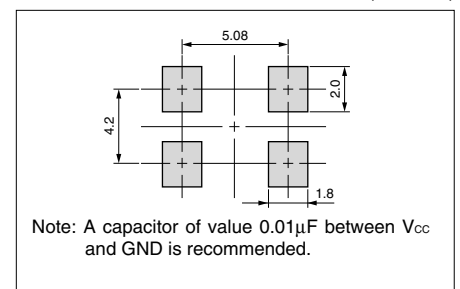 5.08
4.2
2.0
1.8
Note: A capacitor of value 0.01μF between Vcc
and GND is recommended.